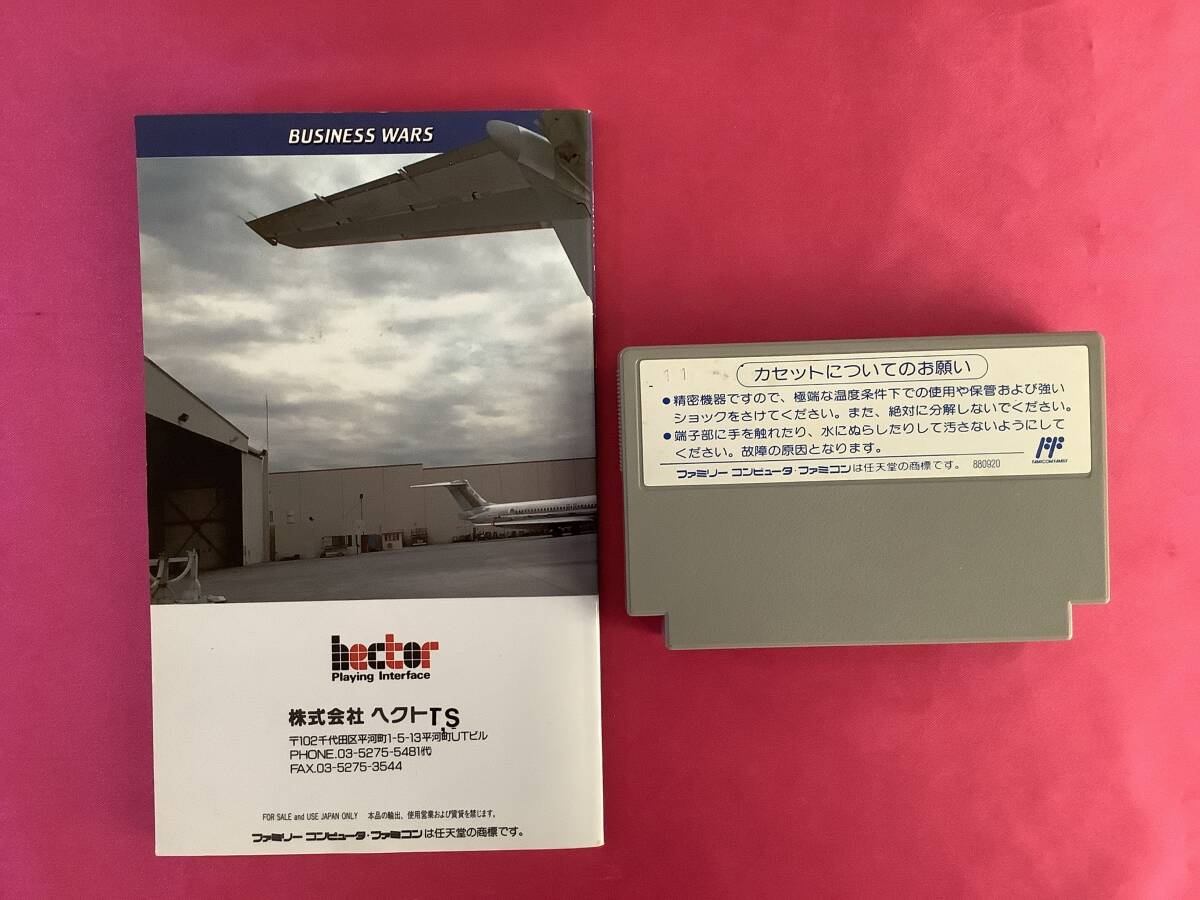 BUSINESS WARS
hector
Playing Interface
株式会社 ヘクト T,S
〒102千代田区平河町1-5-13平河町UTビル
PHONE.03-5275-5481代
FAX.03-5275-3544
FOR SALE and USE JAPAN ONLY 本品の輸出、使用営業および賃貸を禁じます。
ファミリー コンピュータ・ファミコンは任天堂の商標です。
11
カセットについてのお願い
●精密機器ですので、極端な温度条件下での使用や保管および強い
ショックをさけてください。また、絶対に分解しないでください。
●端子部に手を触れたり、水にぬらしたりして汚さないようにして
ください。故障の原因となります。
FF
FAMICOM FAMILY
ファミリー コンピュータ・ファミコンは任天堂の商標です。 880920